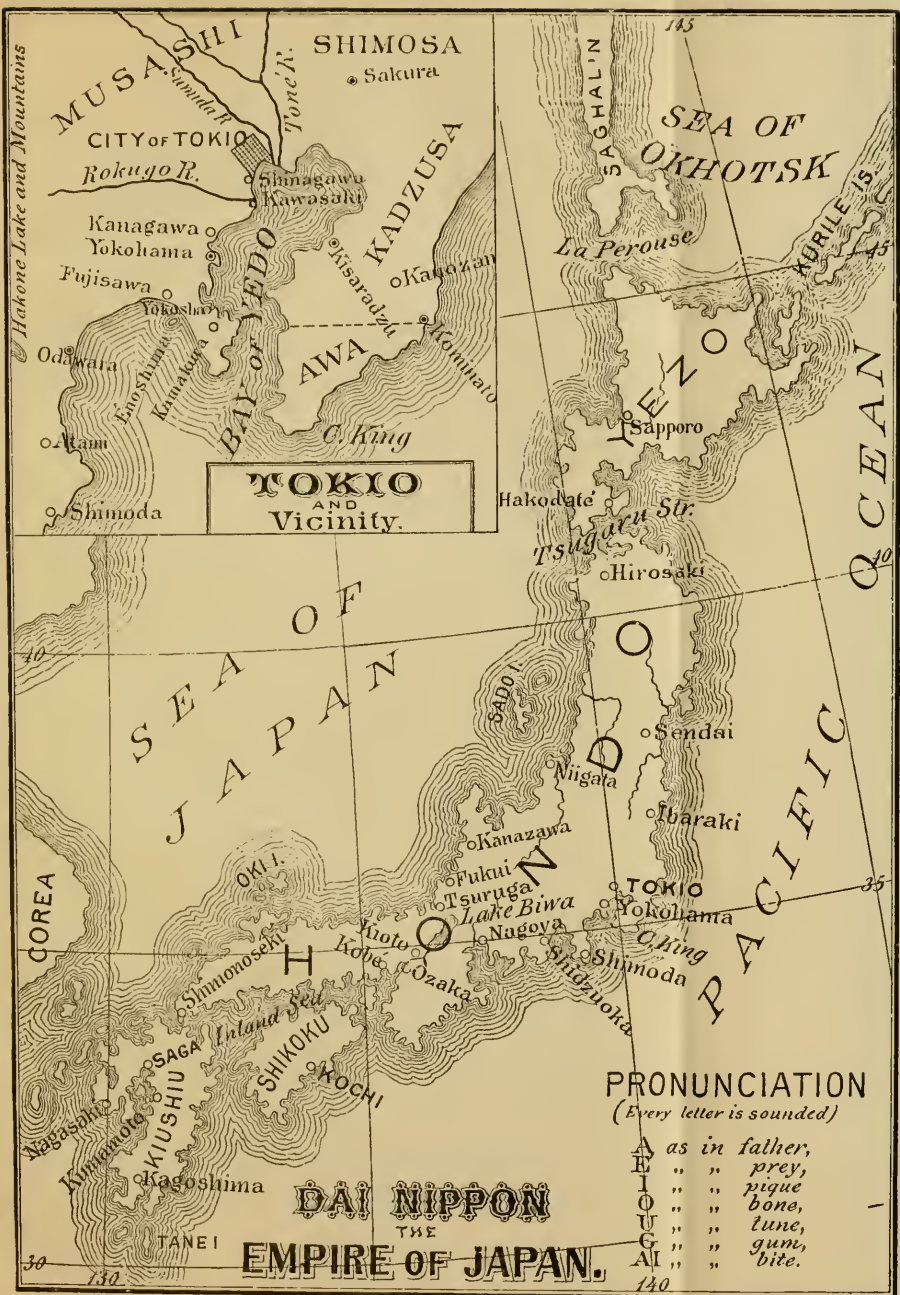 Hakone Lake and Mountains
MUSASHI
SHIMOSA
Sakura
Sumida R.
Toné R.
CITY OF TOKIO
Rokugo R.
Shinagawa
Kawasaki
KADZUSA
Kanagawa
Yokohama
Kisaradzu
Kanozan
Fujisawa
BAY OF YEDO
Odawara
Enoshima
Kamakura
Kominato
AWA
Atami
C. King
Shimoda
TOKIO
AND
Vicinity.
145
SAGHAL'N
SEA OF
OKHOTSK
La Perouse
KURILE IS.
45
YEZO
Sapporo
Hakodaté
Tsugaru Str.
Hirosaki
40
40
SEA OF
JAPAN
PACIFIC OCEAN
SADO I.
Sendai
Niigata
Ibaraki
Kanazawa
OKI I.
Fukui
Tsuruga
Lake Biwa
TOKIO
35
Yokohama
COREA
HONDO
Kioto
Nagoya
C. King
Kobé
Ozaka
Shidzuoka
Shimoda
Shimonoseki
Inland Sea
SAGA
SHIKOKU
KOCHI
Nagasaki
Kumamoto
KIUSHIU
Kagoshima
TANE I
30
130
140
DAI NIPPON
THE
EMPIRE OF JAPAN.
PRONUNCIATION
(Every letter is sounded)
A as in father,
E „ „ prey,
I „ „ pique
O „ „ bone,
U „ „ tune,
G „ „ gum,
AI „ „ bite.